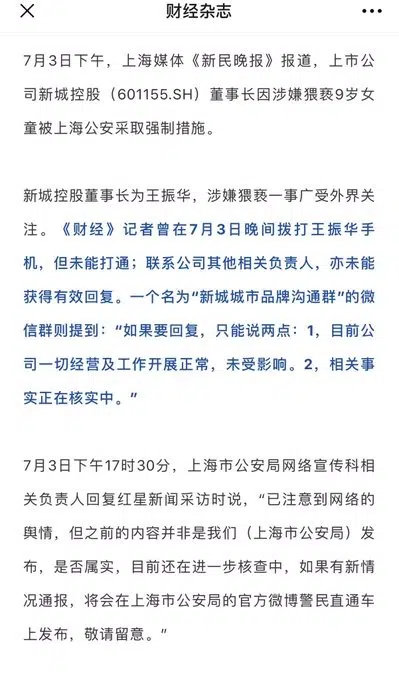 财经杂志
7月3日下午，上海媒体《新民晚报》报道，上市公
司新城控股（601155.SH）董事长因涉嫌猥亵9岁女
童被上海公安采取强制措施。
新城控股董事长为王振华，涉嫌猥亵一事广受外界关
注。《财经》记者曾在7月3日晚间拨打王振华手
机，但未能打通；联系公司其他相关负责人，亦未能
获得有效回复。一个名为“新城城市品牌沟通群”的微
信群则提到：“如果要回复，只能说两点：1，目前公
司一切经营及工作开展正常，未受影响。2，相关事
实正在核实中。”
7月3日下午17时30分，上海市公安局网络宣传科相
关负责人回复红星新闻采访时说，“已注意到网络的
舆情，但之前的内容并非是我们（上海市公安局）发
布，是否属实，目前还在进一步核查中，如果有新情
况通报，将会在上海市公安局的官方微博警民直通车
上发布，敬请留意。”